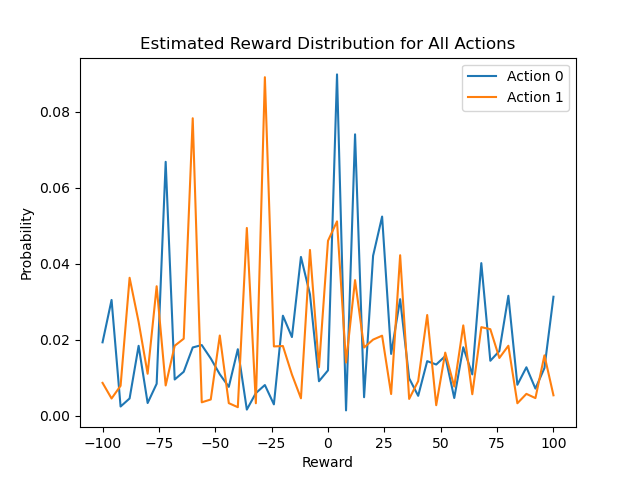 Estimated Reward Distribution for All Actions
Action 0
Action 1
0.08
0.06
0.04
0.02
0.00
Probability
−100
−75
−50
−25
0
25
50
75
100
Reward